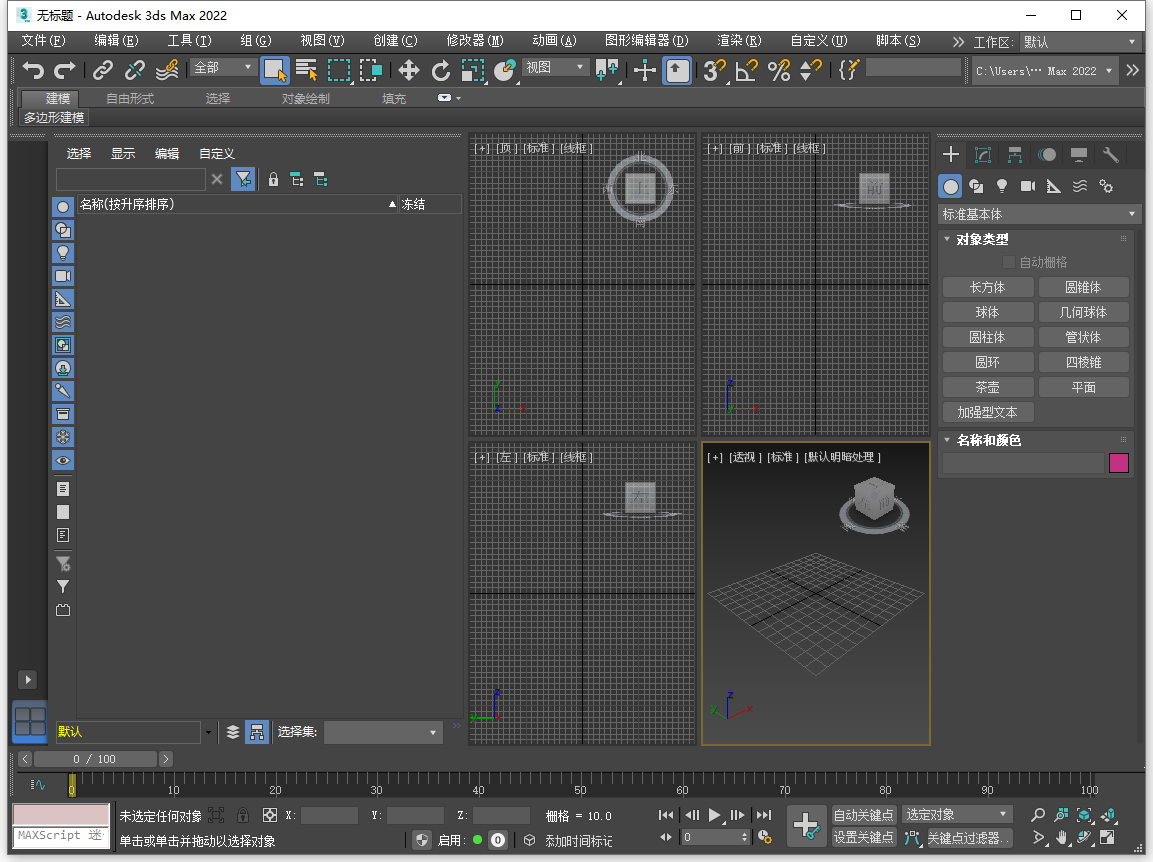 无标题 - Autodesk 3ds Max 2022
文件(F) 编辑(E) 工具(T) 组(G) 视图(V) 创建(C) 修改器(M) 动画(A) 图形编辑器(D) 渲染(R) 自定义(U) 脚本(S) 工作区: 默认
全部 视图 C:\Users\··· Max 2022
建模 自由形式 选择 对象绘制 填充
多边形建模
选择 显示 编辑 自定义
名称(按升序排序) ▲ 冻结
[+] [顶] [标准] [线框]
上
北
东
南
[+] [前] [标准] [线框]
前
[+] [左] [标准] [线框]
左
[+] [透视] [标准] [默认明暗处理]
标准基本体
对象类型
自动栅格
长方体 圆锥体
球体 几何球体
圆柱体 管状体
圆环 四棱锥
茶壶 平面
加强型文本
名称和颜色
默认 选择集:
0 / 100
0 10 20 30 40 50 60 70 80 90 100
未选定任何对象 X: Y: Z: 栅格 = 10.0 自动关键点 选定对象
MAXScript 迷
单击或单击并拖动以选择对象 启用: 0 添加时间标记 0 设置关键点 关键点过滤器..